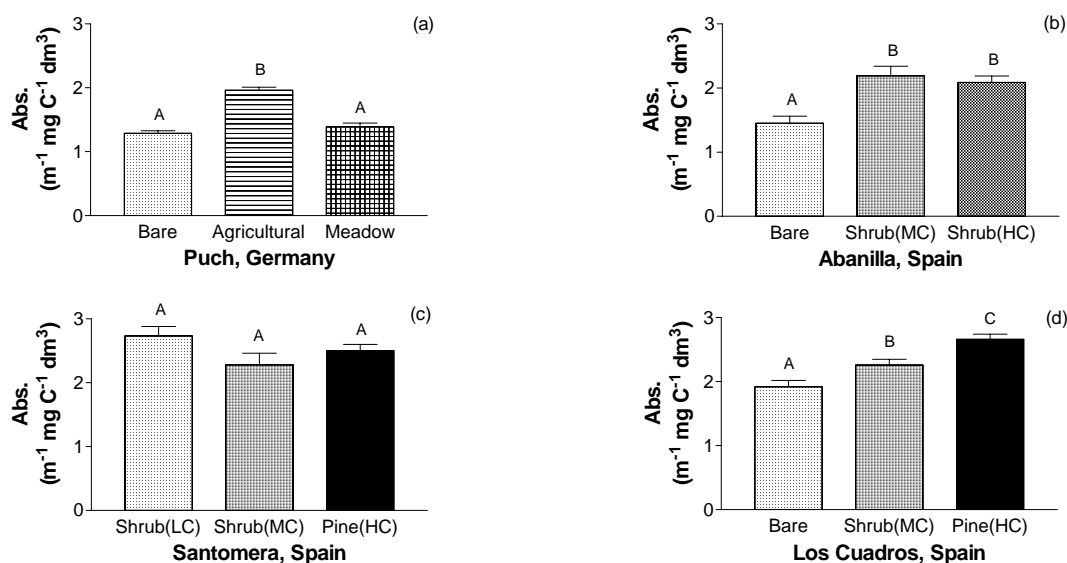 (a)
3
2
1
0
Abs.
(m⁻¹ mg C⁻¹ dm³)
A
B
A
Bare Agricultural Meadow
Puch, Germany
(b)
3
2
1
0
Abs.
(m⁻¹ mg C⁻¹ dm³)
A
B
B
Bare Shrub(MC) Shrub(HC)
Abanilla, Spain
(c)
3
2
1
0
Abs.
(m⁻¹ mg C⁻¹ dm³)
A
A
A
Shrub(LC) Shrub(MC) Pine(HC)
Santomera, Spain
(d)
3
2
1
0
Abs.
(m⁻¹ mg C⁻¹ dm³)
A
B
C
Bare Shrub(MC) Pine(HC)
Los Cuadros, Spain